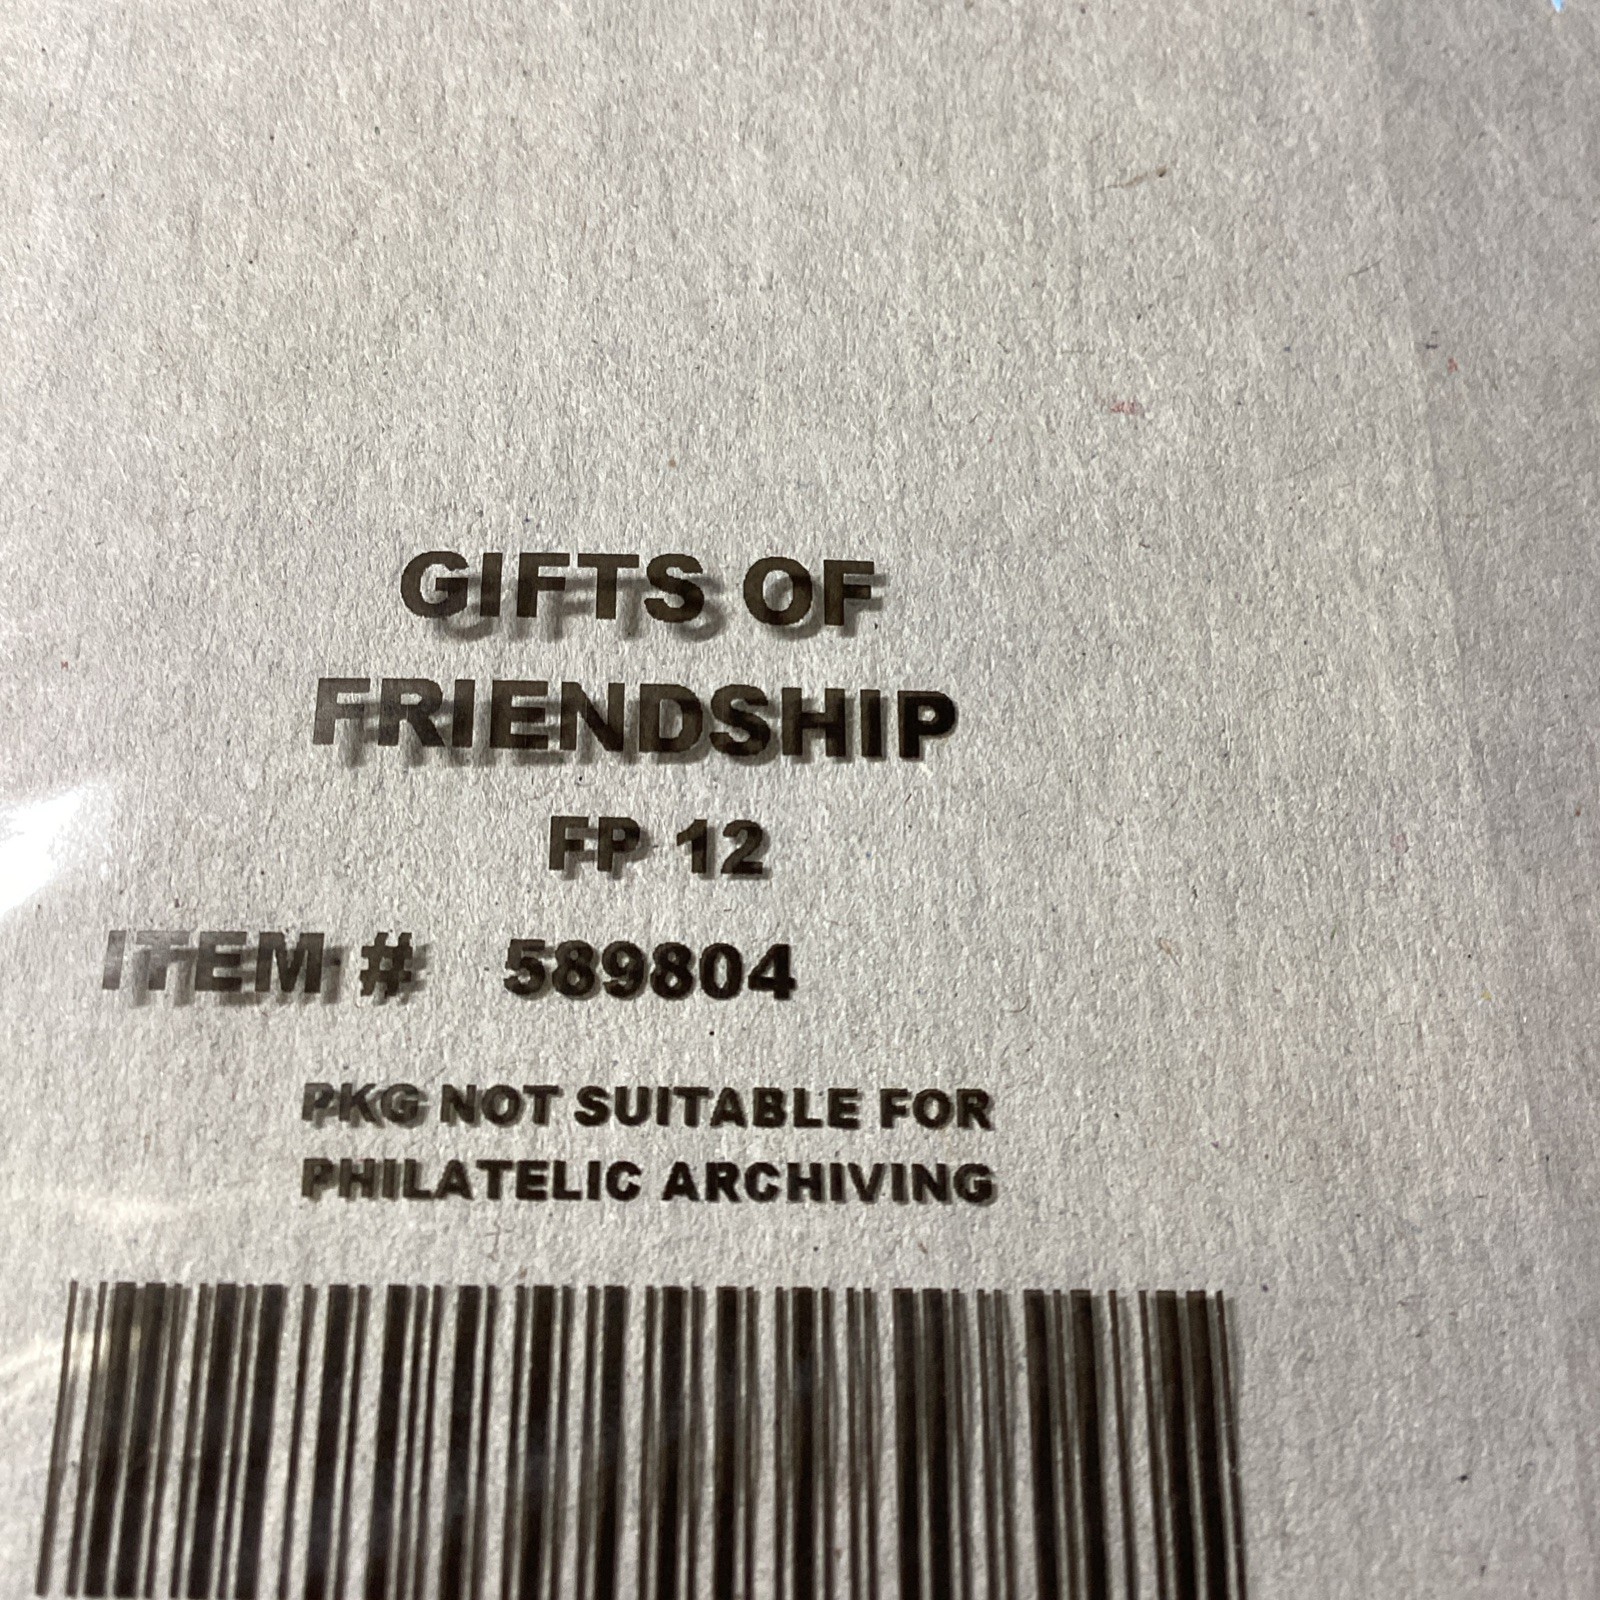 GIFTS OF
FRIENDSHIP
FP 12
ITEM # 589804
PKG NOT SUITABLE FOR
PHILATELIC ARCHIVING